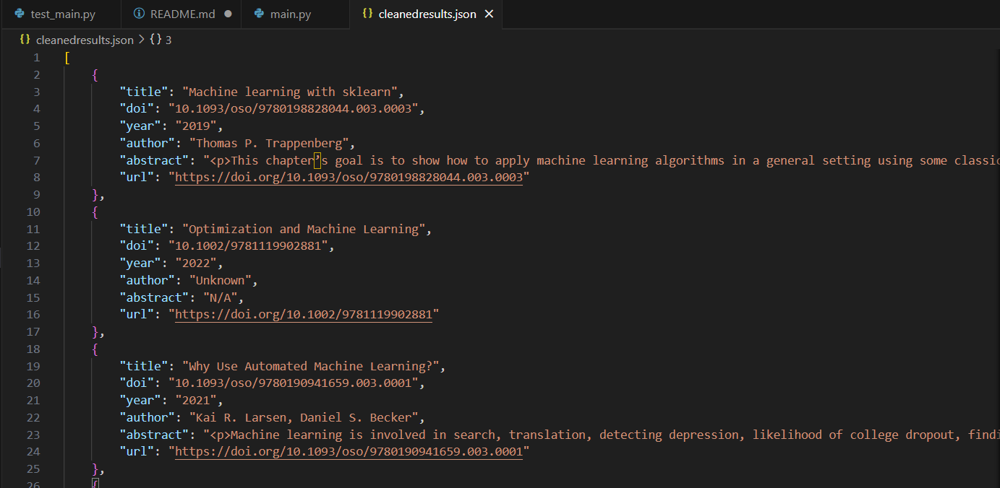 test_main.py README.md main.py {} cleanedresults.json
{} cleanedresults.json > {} 3
1 [
2 {
3 "title": "Machine learning with sklearn",
4 "doi": "10.1093/oso/9780198828044.003.0003",
5 "year": "2019",
6 "author": "Thomas P. Trappenberg",
7 "abstract": "<p>This chapter’s goal is to show how to apply machine learning algorithms in a general setting using some classic
8 "url": "https://doi.org/10.1093/oso/9780198828044.003.0003"
9 },
10 {
11 "title": "Optimization and Machine Learning",
12 "doi": "10.1002/9781119902881",
13 "year": "2022",
14 "author": "Unknown",
15 "abstract": "N/A",
16 "url": "https://doi.org/10.1002/9781119902881"
17 },
18 {
19 "title": "Why Use Automated Machine Learning?",
20 "doi": "10.1093/oso/9780190941659.003.0001",
21 "year": "2021",
22 "author": "Kai R. Larsen, Daniel S. Becker",
23 "abstract": "<p>Machine learning is involved in search, translation, detecting depression, likelihood of college dropout, findi
24 "url": "https://doi.org/10.1093/oso/9780190941659.003.0001"
25 },
26 {